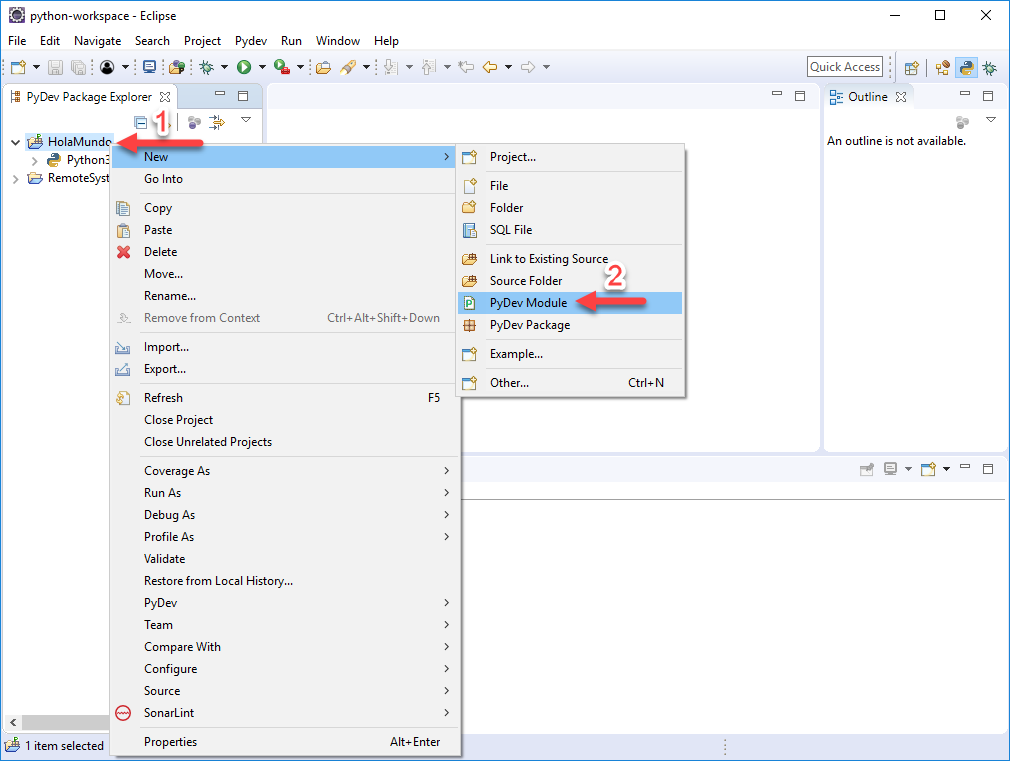 python-workspace - Eclipse
File Edit Navigate Search Project Pydev Run Window Help
Quick Access
PyDev Package Explorer
Outline
1
HolaMundo
An outline is not available.
Python3
RemoteSyst
New
Go Into
Copy
Paste
Delete
Move...
Rename...
Remove from Context Ctrl+Alt+Shift+Down
Import...
Export...
Refresh F5
Close Project
Close Unrelated Projects
Coverage As
Run As
Debug As
Profile As
Validate
Restore from Local History...
PyDev
Team
Compare With
Configure
Source
SonarLint
Properties Alt+Enter
Project...
File
Folder
SQL File
Link to Existing Source
Source Folder
2
PyDev Module
PyDev Package
Example...
Other... Ctrl+N
1 item selected